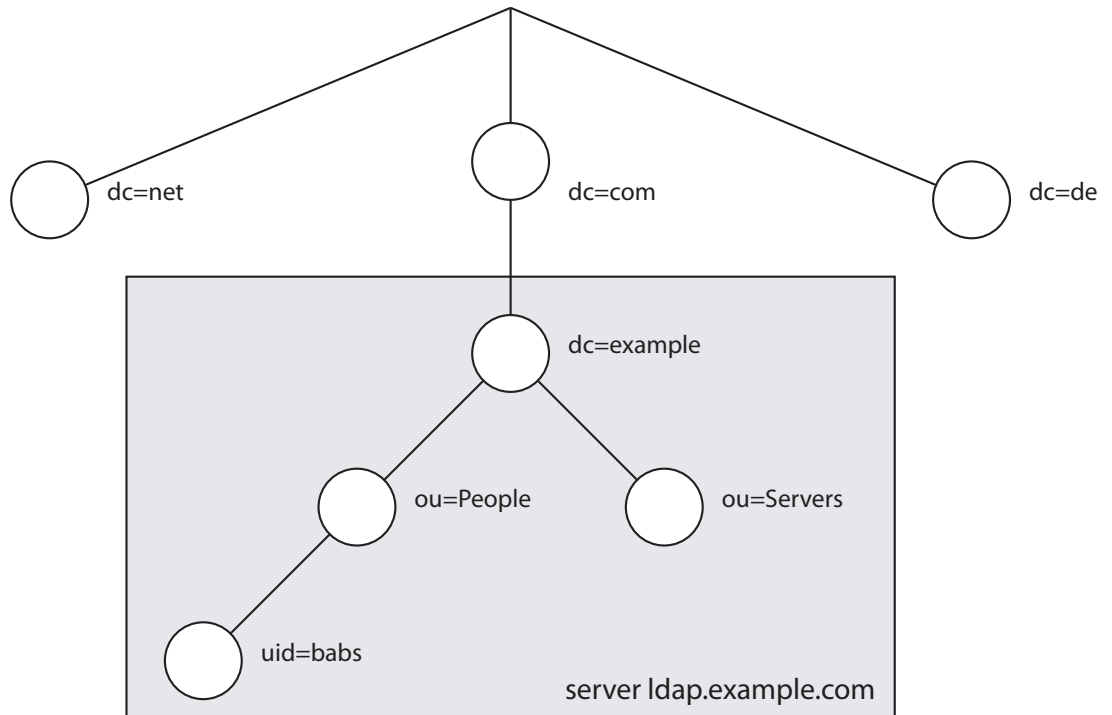 dc=net
dc=com
dc=de
dc=example
ou=People
ou=Servers
uid=babs
server ldap.example.com